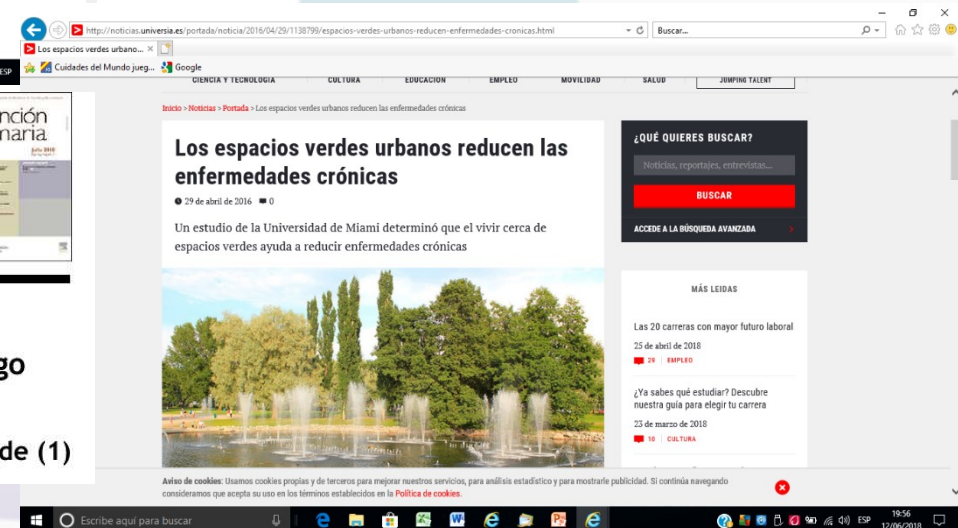 http://noticias.universia.es/portada/noticia/2016/04/29/1138799/espacios-verdes-urbanos-reducen-enfermedades-cronicas.html
Buscar...
Los espacios verdes urbano...
Cuidades del Mundo jueg...
Google
ESP
CIENCIA Y TECNOLOGÍA CULTURA EDUCACIÓN EMPLEO MOVILIDAD SALUD JUMPING TALENT
Inicio > Noticias > Portada > Los espacios verdes urbanos reducen las enfermedades crónicas
nción
maria
Julio 2010
go
de (1)
Los espacios verdes urbanos reducen las
enfermedades crónicas
29 de abril de 2016 0
Un estudio de la Universidad de Miami determinó que el vivir cerca de
espacios verdes ayuda a reducir enfermedades crónicas
¿QUÉ QUIERES BUSCAR?
Noticias, reportajes, entrevistas...
BUSCAR
ACCEDE A LA BÚSQUEDA AVANZADA
MÁS LEIDAS
Las 20 carreras con mayor futuro laboral
25 de abril de 2018
29 | EMPLEO
¿Ya sabes qué estudiar? Descubre
nuestra guía para elegir tu carrera
23 de marzo de 2018
10 | CULTURA
Aviso de cookies: Usamos cookies propias y de terceros para mejorar nuestros servicios, para análisis estadístico y para mostrarle publicidad. Si continúa navegando
consideramos que acepta su uso en los términos establecidos en la Política de cookies.
Escribe aquí para buscar
ESP
19:56
12/06/2018